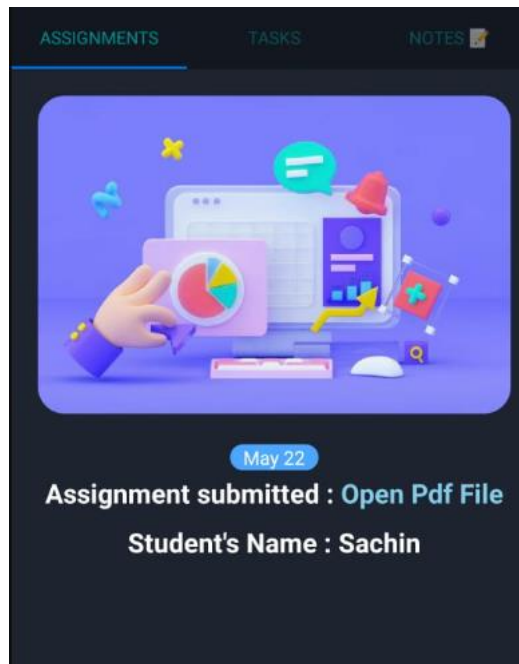 ASSIGNMENTS
TASKS
NOTES 📝
May 22
Assignment submitted : Open Pdf File
Student's Name : Sachin